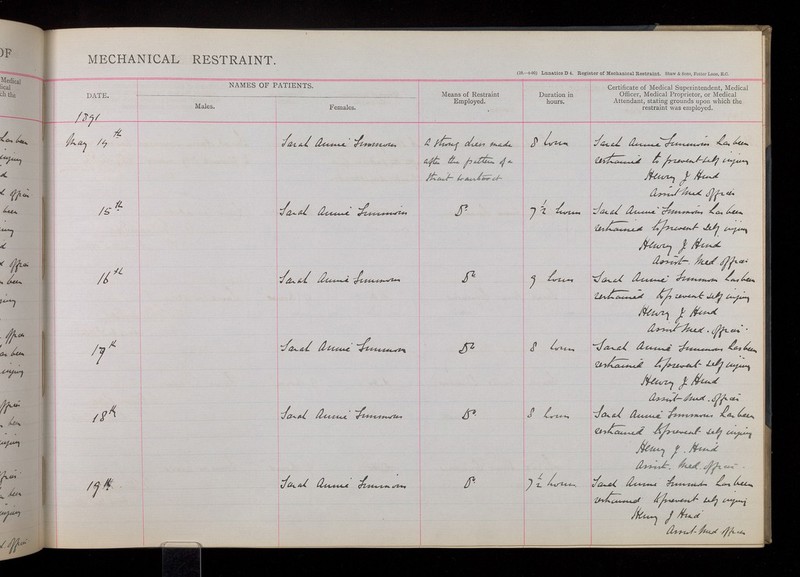 MECHANICAL RESTRAINT.
(26—4-86) Lunatics D 4. Register of Mechanical Restraint. Shaw & Sons, Fetter Lane, E.C.
DATE.
NAMES OF PATIENTS.
Males.
Females.
Means of Restraint
Employed.
Duration in
hours.
Certificate of Medical Superintendent, Medical
Officer, Medical Proprietor, or Medical
Attendant, stating grounds upon which the
restraint was employed.
1891
May 14th
Sarah Annie Simmons
A strong dress made
after the pattern of a
strait waistcoat
8 hours
Sarah Annie Simmons has been
restrained to prevent self injury
Henry J Hind
Assist Med. Officer
15th
Sarah Annie Simmons
Do
7½ hours
Sarah Annie Simmons has been
restrained to prevent self injury
Henry J Hind
Assist. Med Officer
16th
Sarah Annie Simmons
Do
9 hours
Sarah Annie Simmons has been
restrained to prevent self injury
Henry J Hind
Assist Med. Officer
17th
Sarah Annie Simmons
Do
8 hours
Sarah Annie Simmons has been
restrained to prevent self injury
Henry J Hind
Assist Med. Officer
18th
Sarah Annie Simmons
Do
8 hours
Sarah Annie Simmons has been
restrained to prevent self injury
Henry J. Hind
Assist. Med Officer
19th
Sarah Annie Simmons
Do
7½ hours
Sarah Annie Simmons has been
restrained to prevent self injury
Henry J Hind
Assist. Med Officer